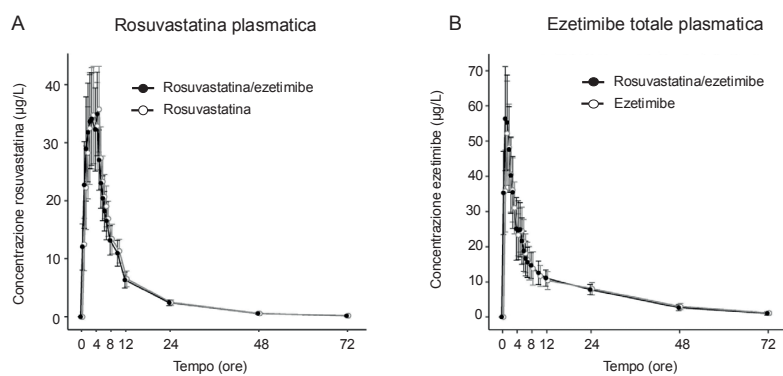 A
Rosuvastatina plasmatica
Concentrazione rosuvastatina (µg/L)
40
30
20
10
0
Rosuvastatina/ezetimibe
Rosuvastatina
0 4 8 12 24 48 72
Tempo (ore)
B
Ezetimibe totale plasmatica
Concentrazione ezetimibe (µg/L)
70
60
50
40
30
20
10
0
Rosuvastatina/ezetimibe
Ezetimibe
0 4 8 12 24 48 72
Tempo (ore)